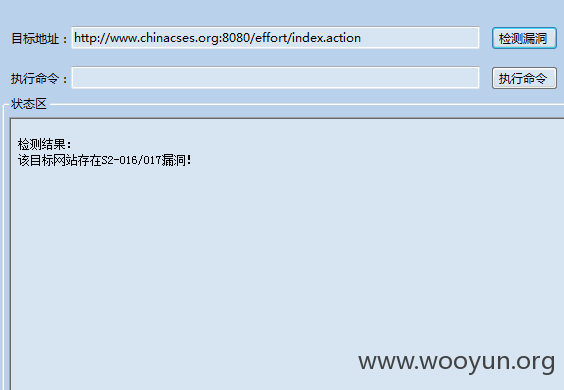 目标地址：http://www.chinacses.org:8080/effort/index.action 检测漏洞
执行命令： 执行命令
状态区
检测结果：
该目标网站存在S2-016/017漏洞！
www.wooyun.org